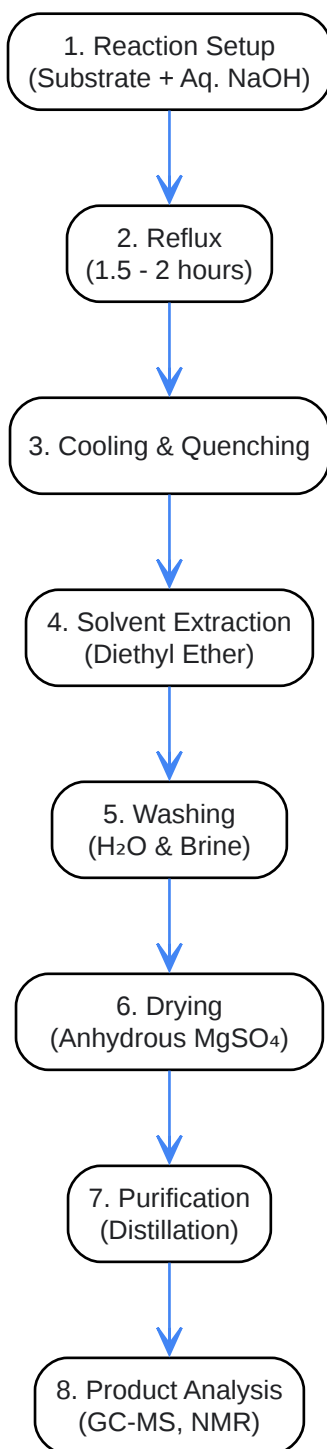 1. Reaction Setup
(Substrate + Aq. NaOH)
2. Reflux
(1.5 - 2 hours)
3. Cooling & Quenching
4. Solvent Extraction
(Diethyl Ether)
5. Washing
(H₂O & Brine)
6. Drying
(Anhydrous MgSO₄)
7. Purification
(Distillation)
8. Product Analysis
(GC-MS, NMR)